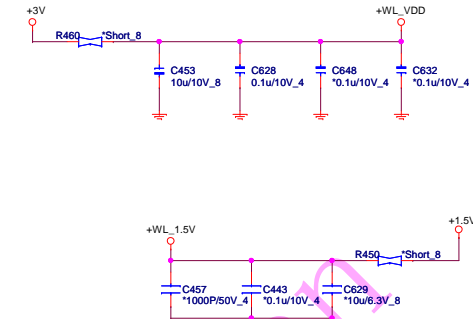 +3V
+WL_VDD
R460 *Short_8
C453
10u/10V_8
C628
0.1u/10V_4
C648
*0.1u/10V_4
C632
*0.1u/10V_4
+WL_1.5V
+1.5V
R450 *Short_8
C457
*1000P/50V_4
C443
*0.1u/10V_4
C629
*10u/6.3V_8